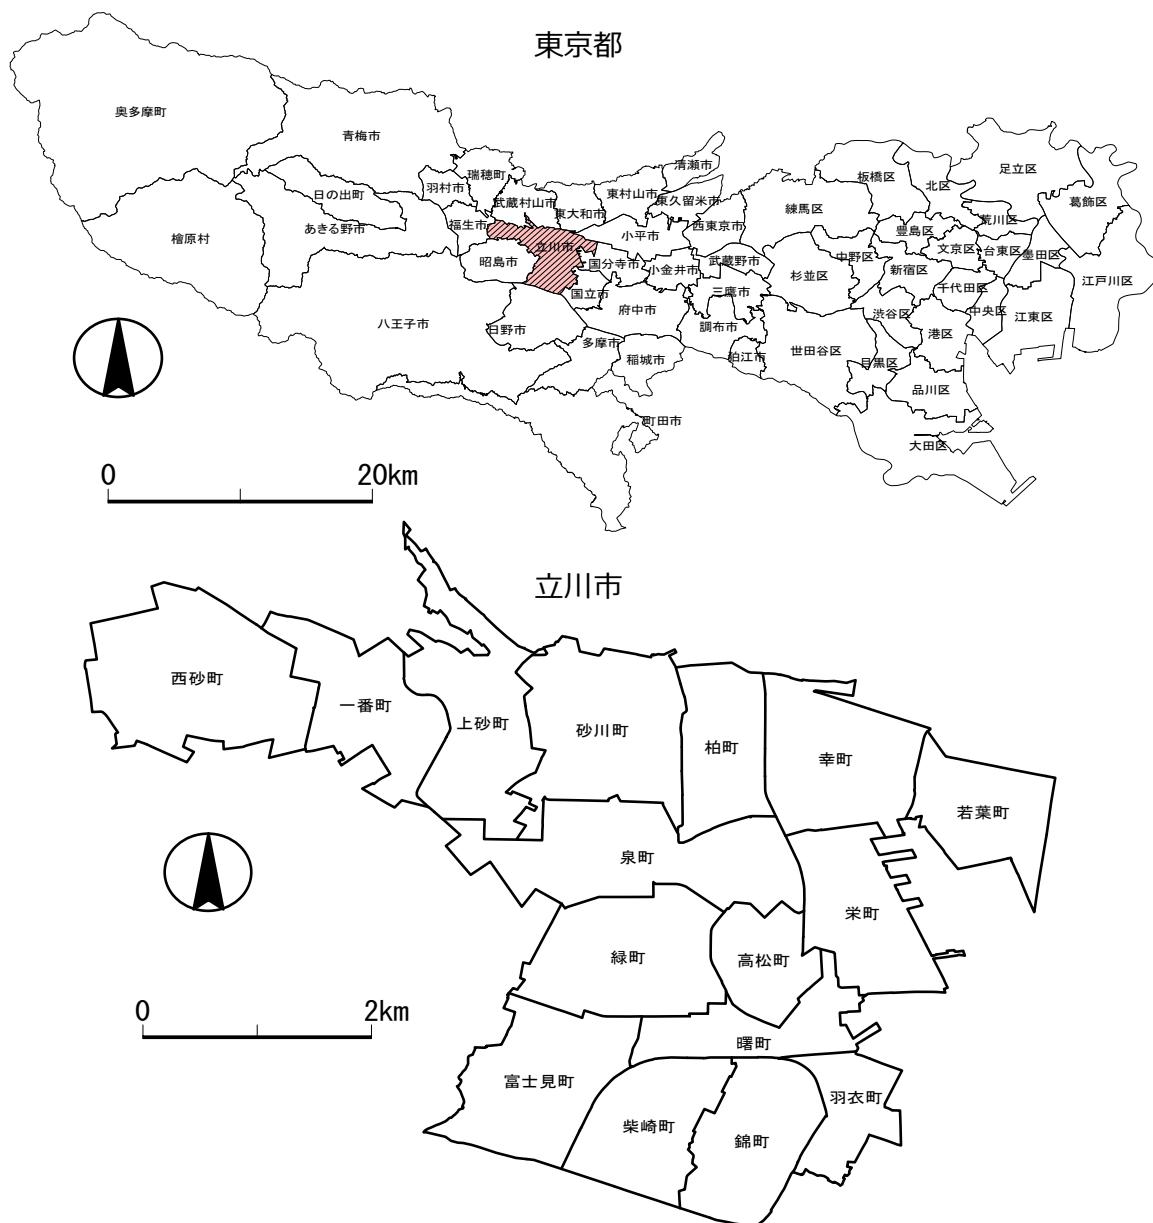 東京都
奥多摩町
青梅市
瑞穂町
羽村市
日の出町
武蔵村山市
東大和市
東村山市
清瀬市
東久留米市
福生市
あきる野市
檜原村
昭島市
立川市
小平市
西東京市
国分寺市
小金井市
武蔵野市
三鷹市
国立市
府中市
調布市
狛江市
八王子市
日野市
多摩市
稲城市
町田市
練馬区
板橋区
北区
足立区
葛飾区
荒川区
豊島区
文京区
台東区
墨田区
中野区
杉並区
新宿区
千代田区
江戸川区
渋谷区
中央区
江東区
港区
世田谷区
目黒区
品川区
大田区
0 20km
立川市
西砂町
一番町
上砂町
砂川町
柏町
幸町
若葉町
泉町
栄町
緑町
高松町
0 2km
曙町
富士見町
柴崎町
錦町
羽衣町